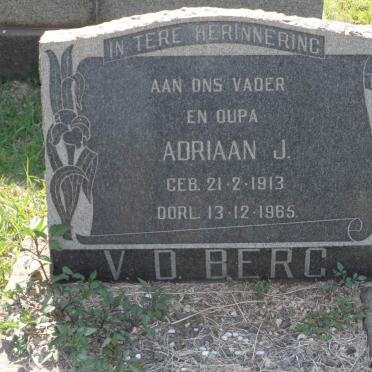 IN TERE HERINNERING
AAN ONS VADER
EN OUPA
ADRIAAN J.
GEB. 21-2-1913
OORL. 13-12-1965.
V D BERG